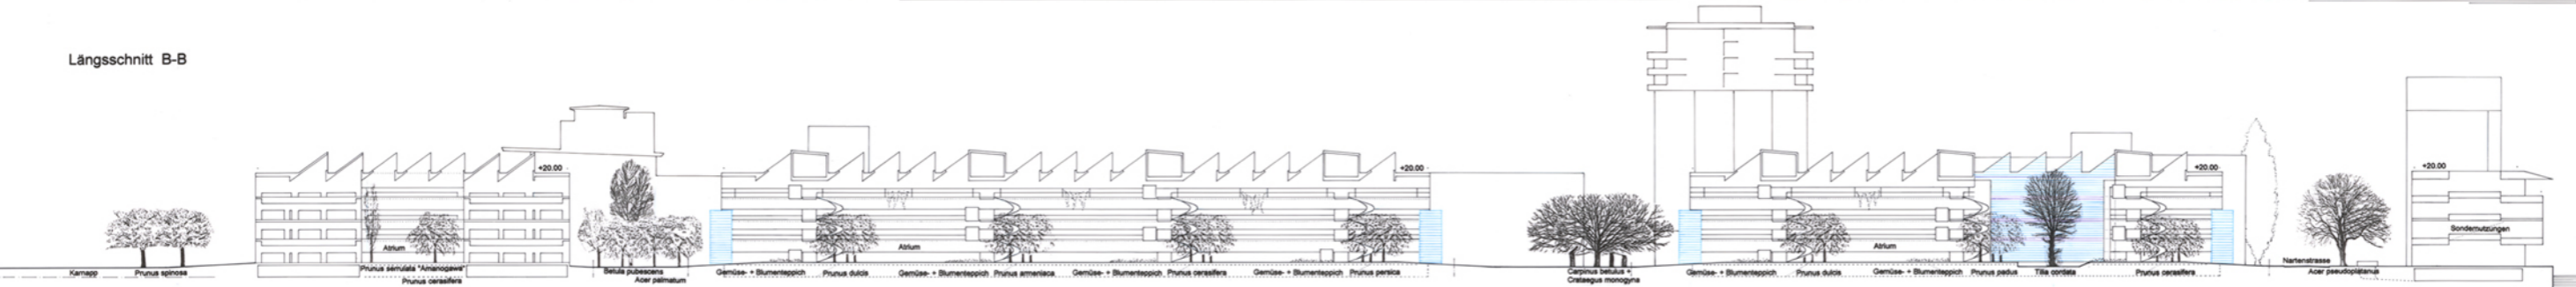 Längsschnitt B-B
+20.00
+20.00
+20.00
+20.00
Atrium
Atrium
Atrium
Sondernutzungen
Karnapp
Prunus spinosa
Prunus serrulata "Amanogawa"
Prunus cerasifera
Betula pubescens
Acer palmatum
Gemüse- + Blumenteppich
Prunus dulcis
Gemüse- + Blumenteppich
Prunus armeniaca
Gemüse- + Blumenteppich
Prunus cerasifera
Gemüse- + Blumenteppich
Prunus persica
Carpinus betulus +
Crataegus monogyna
Gemüse- + Blumenteppich
Prunus dulcis
Gemüse- + Blumenteppich
Prunus padus
Tilia cordata
Prunus cerasifera
Nartenstrasse
Acer pseudoplatanus